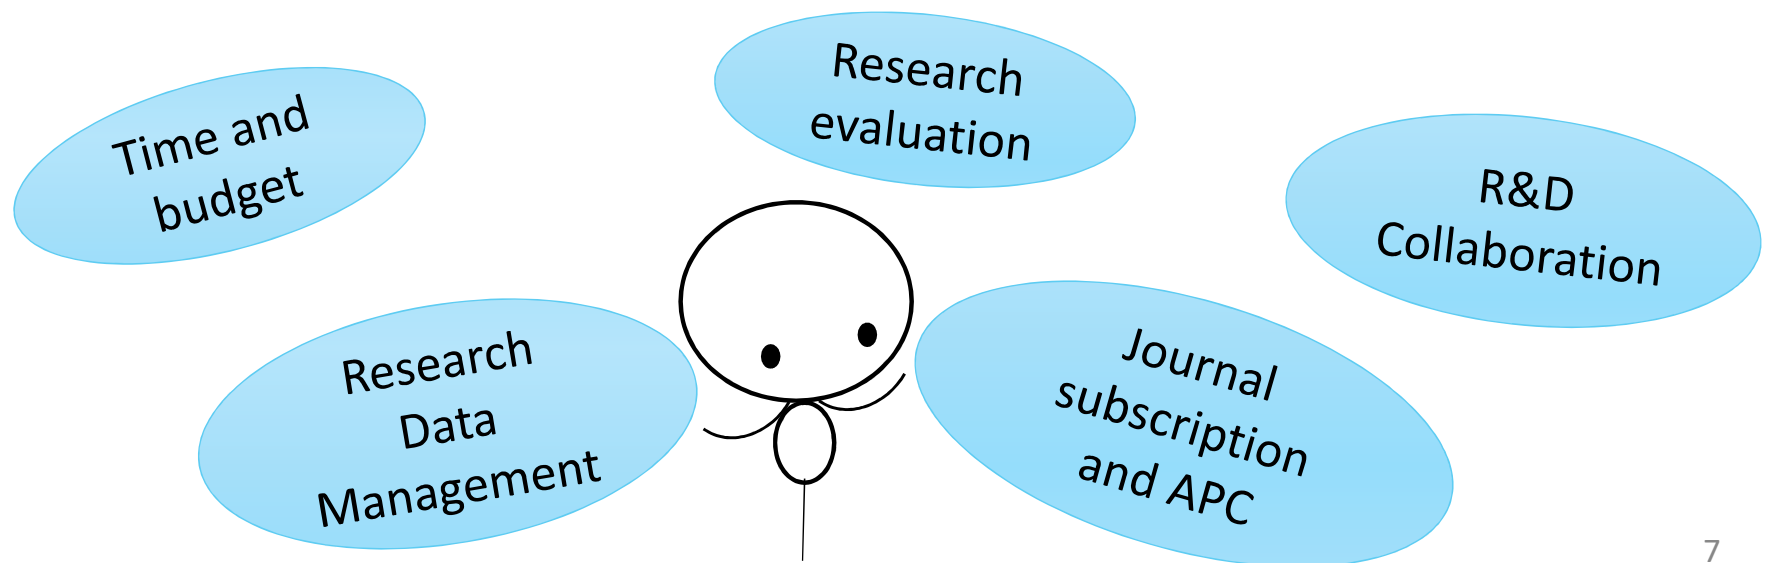 Time and
budget
Research
evaluation
R&D
Collaboration
Research
Data
Management
Journal
subscription
and APC
7